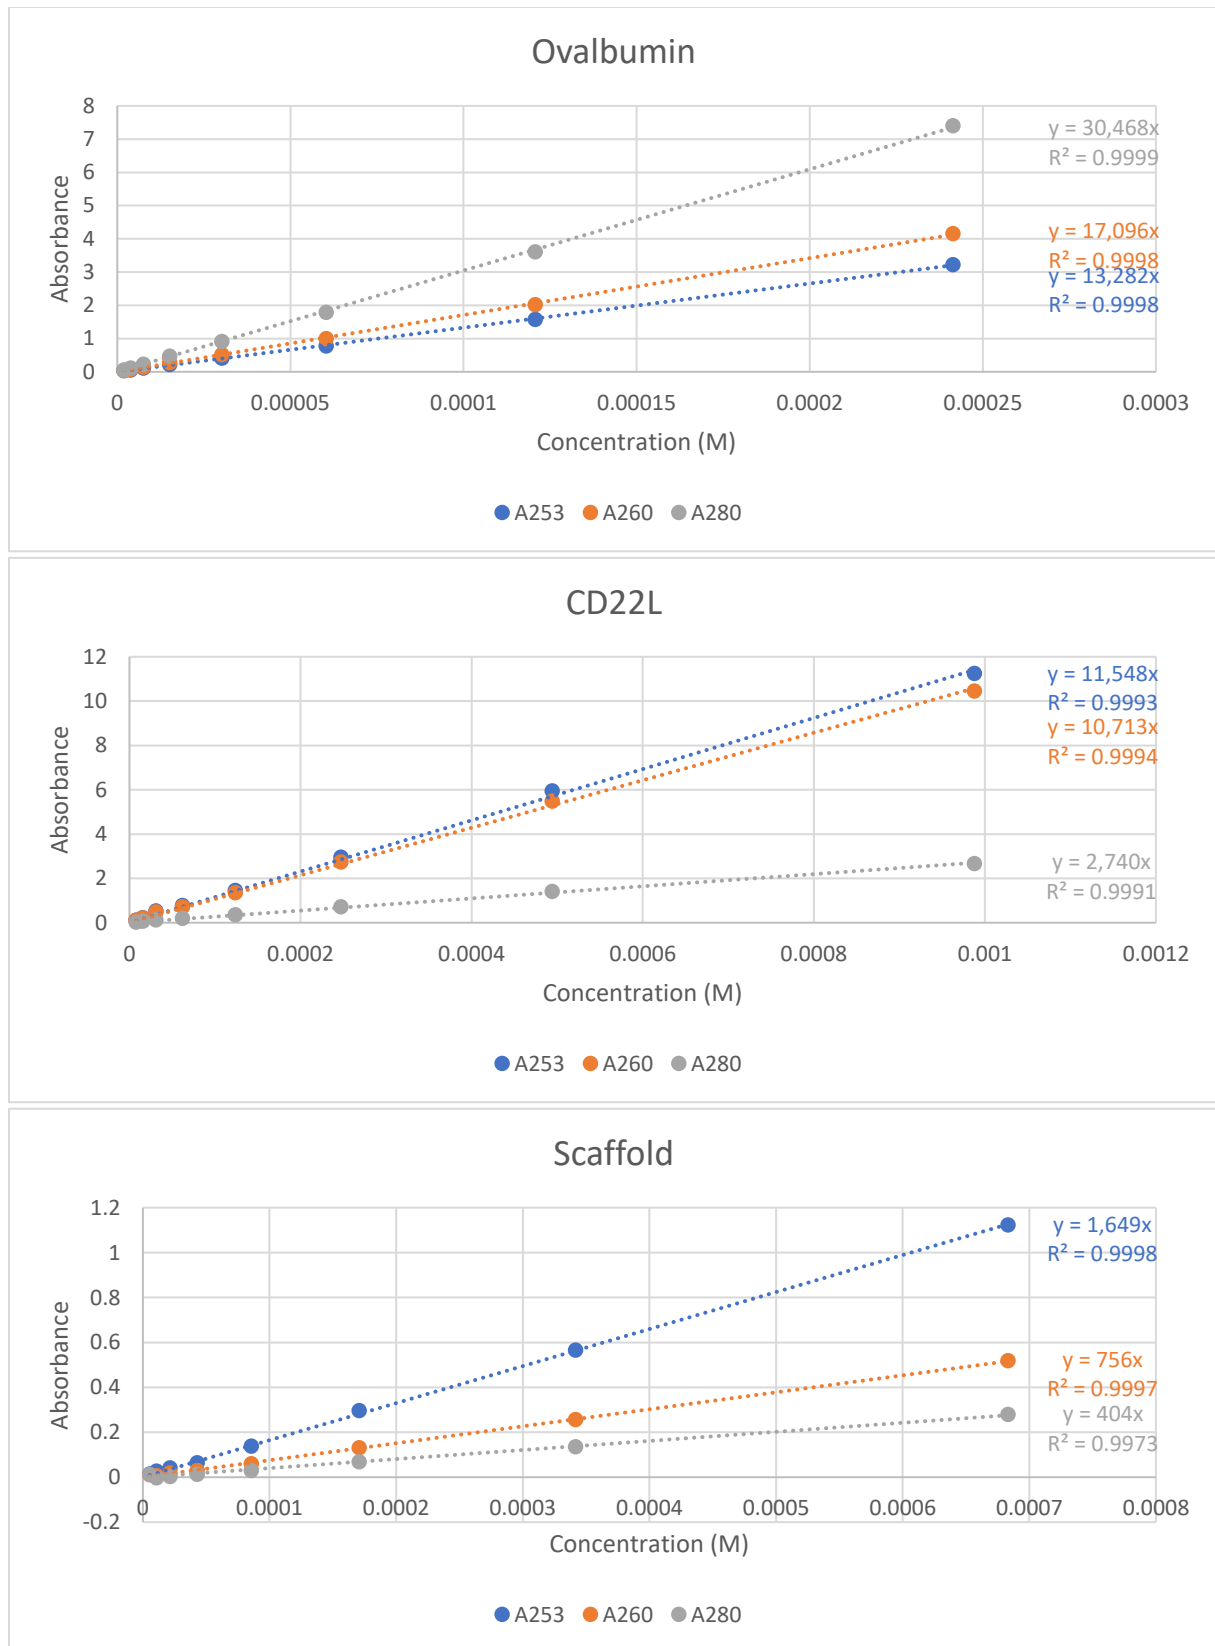 Ovalbumin
8
7
6
5
4
3
2
1
0
Absorbance
0 0.00005 0.0001 0.00015 0.0002 0.00025 0.0003
Concentration (M)
y = 30,468x
R² = 0.9999
y = 17,096x
R² = 0.9998
y = 13,282x
R² = 0.9998
A253 A260 A280
CD22L
12
10
8
6
4
2
0
Absorbance
0 0.0002 0.0004 0.0006 0.0008 0.001 0.0012
Concentration (M)
y = 11,548x
R² = 0.9993
y = 10,713x
R² = 0.9994
y = 2,740x
R² = 0.9991
A253 A260 A280
Scaffold
1.2
1
0.8
0.6
0.4
0.2
0
-0.2
Absorbance
0 0.0001 0.0002 0.0003 0.0004 0.0005 0.0006 0.0007 0.0008
Concentration (M)
y = 1,649x
R² = 0.9998
y = 756x
R² = 0.9997
y = 404x
R² = 0.9973
A253 A260 A280